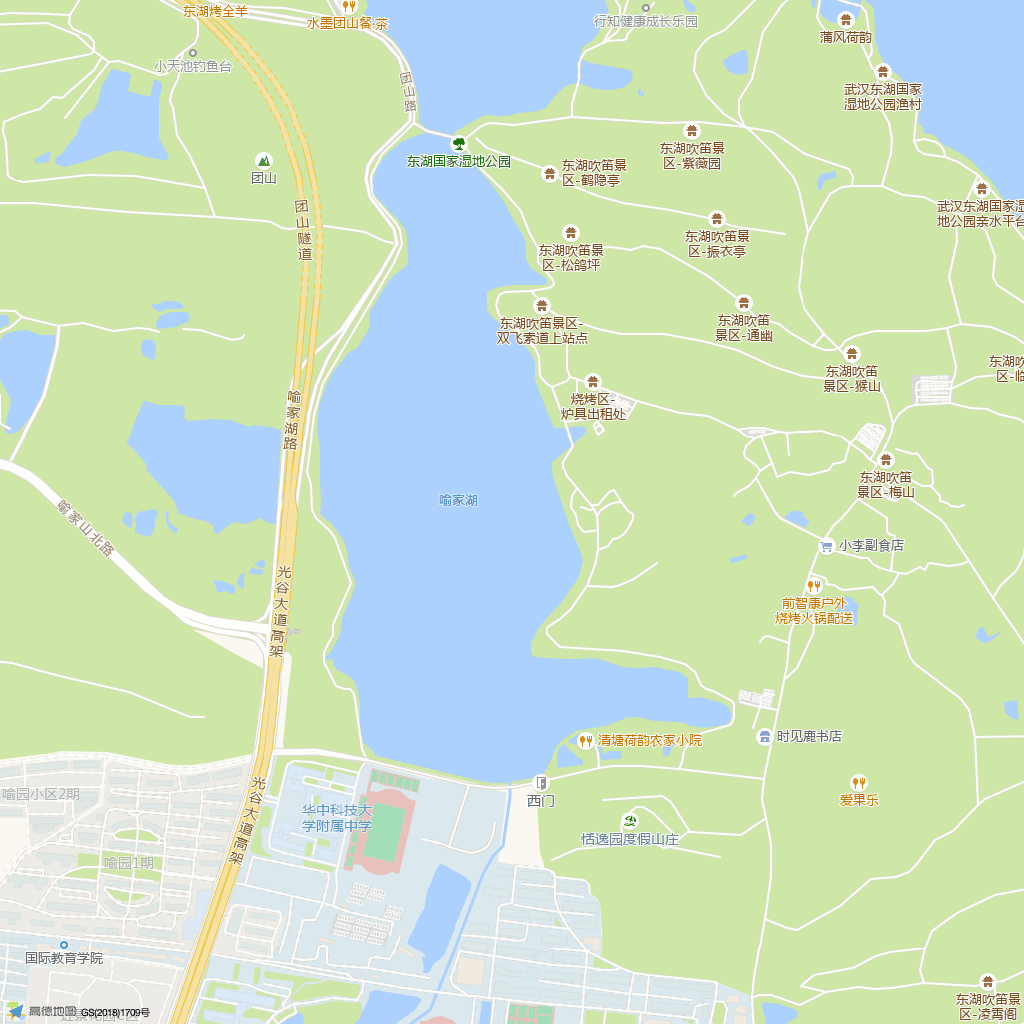 东湖烤全羊
水墨团山餐·茶
行知健康成长乐园
蒲风荷韵
小天池钓鱼台
团山路
武汉东湖国家
湿地公园渔村
东湖国家湿地公园
东湖吹笛景
区-鹤隐亭
东湖吹笛景
区-紫薇园
团山
武汉东湖国家湿
地公园亲水平台
团山隧道
东湖吹笛景
区-松鸽坪
东湖吹笛景
区-振衣亭
东湖吹笛景区-
双飞索道上站点
东湖吹笛
景区-通幽
东湖吹笛
景区-猴山
东湖吹
区-临
喻家湖路
烧烤区-
炉具出租处
东湖吹笛
景区-梅山
喻家湖
喻家山北路
小李副食店
光谷大道高架
前智康户外
烧烤火锅配送
清塘荷韵农家小院
时见鹿书店
光谷大道高架
喻园小区2期
西门
爱果乐
华中科技大
学附属中学
恬逸园度假山庄
喻园1期
国际教育学院
东湖吹笛景
区-凌霄阁
高德地图 GS(2018)1709号